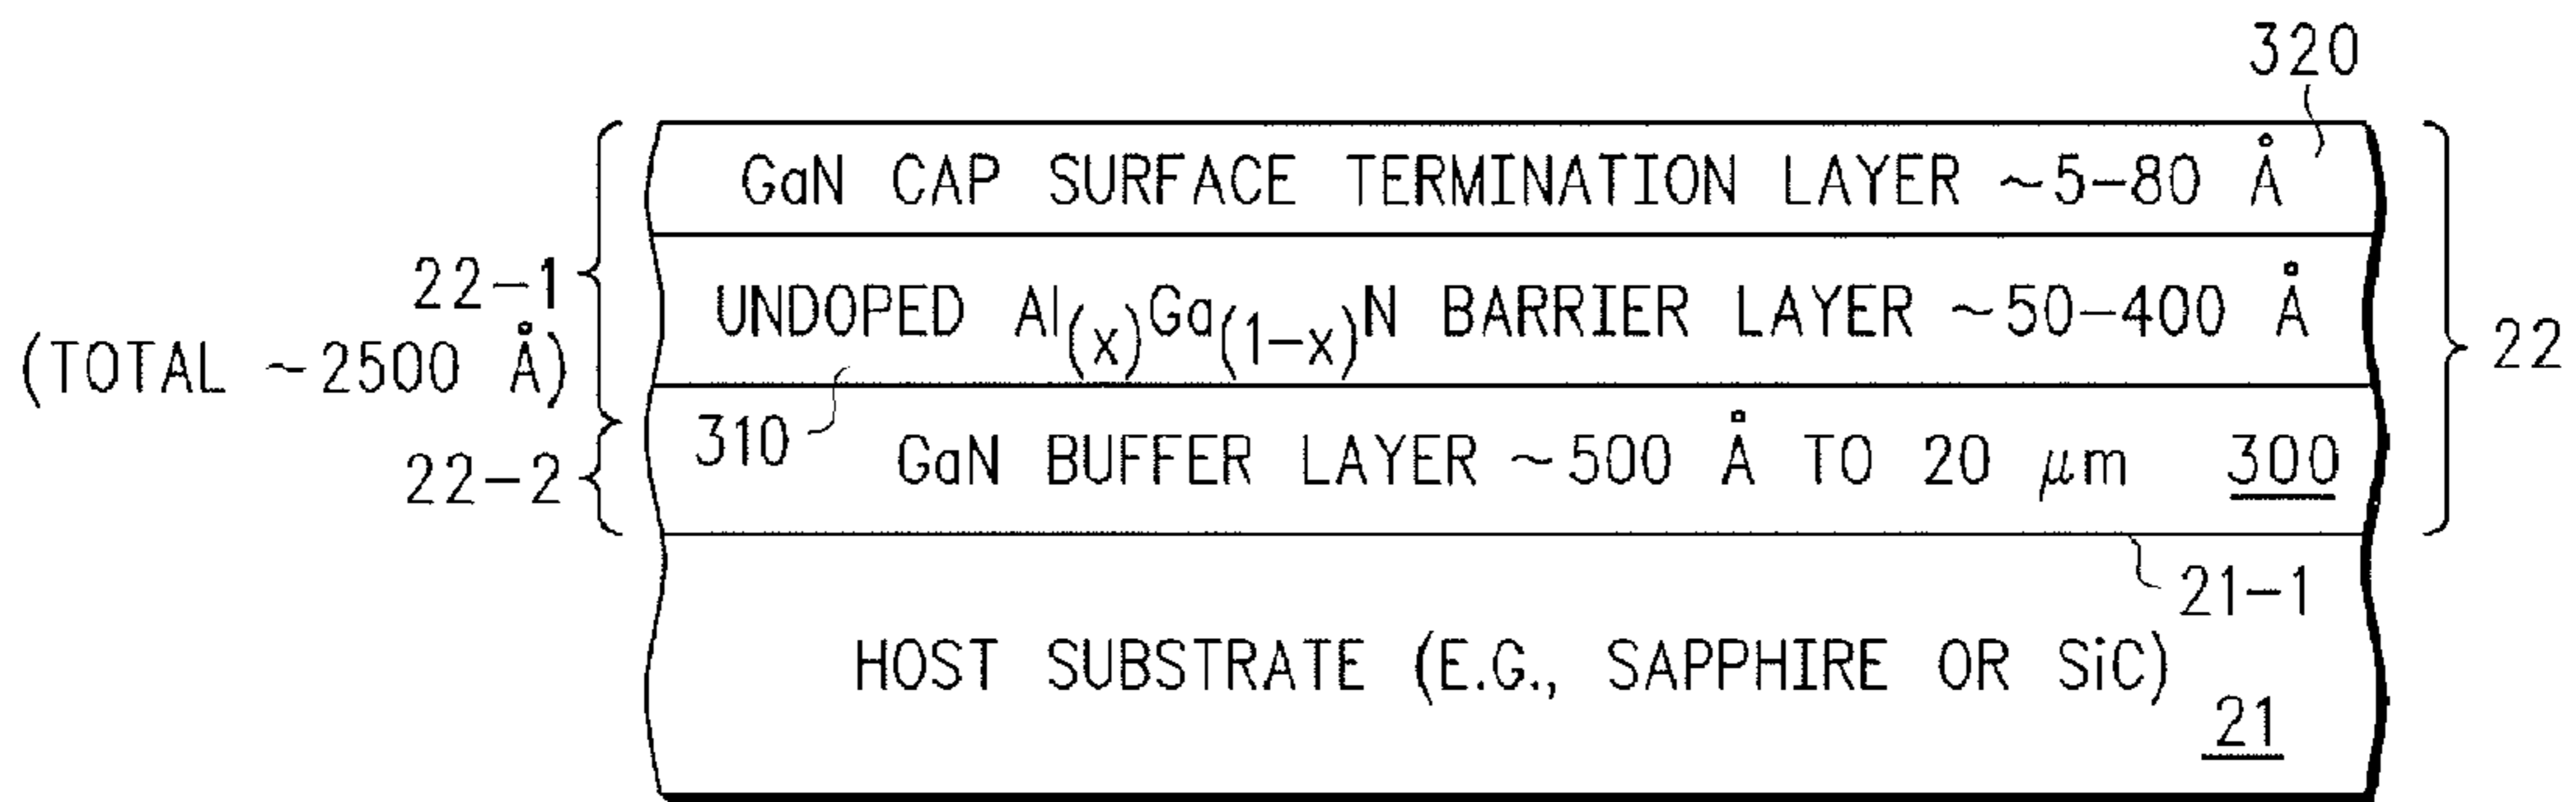 320
GaN CAP SURFACE TERMINATION LAYER ~5-80 Å
22-1
(TOTAL ~2500 Å)
UNDOPED Al(x)Ga(1-x)N BARRIER LAYER ~50-400 Å
22
310
22-2
GaN BUFFER LAYER ~500 Å TO 20 μm 300
21-1
HOST SUBSTRATE (E.G., SAPPHIRE OR SiC)
21